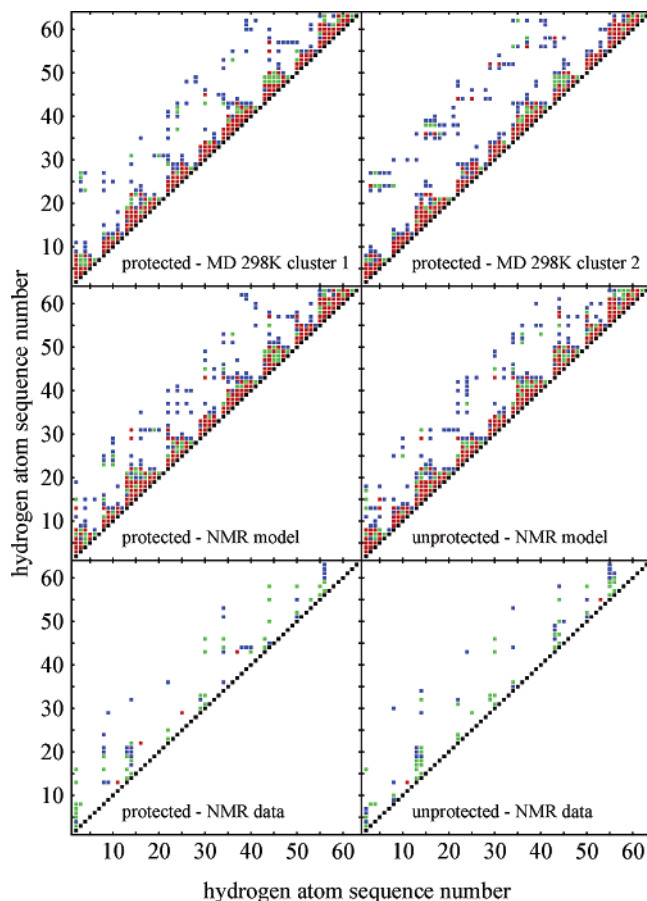 60
50
40
30
20
10
protected - MD 298K cluster 1
protected - MD 298K cluster 2
60
50
40
30
20
10
protected - NMR model
unprotected - NMR model
60
50
40
30
20
10
protected - NMR data
unprotected - NMR data
hydrogen atom sequence number
10 20 30 40 50 60 10 20 30 40 50 60
hydrogen atom sequence number